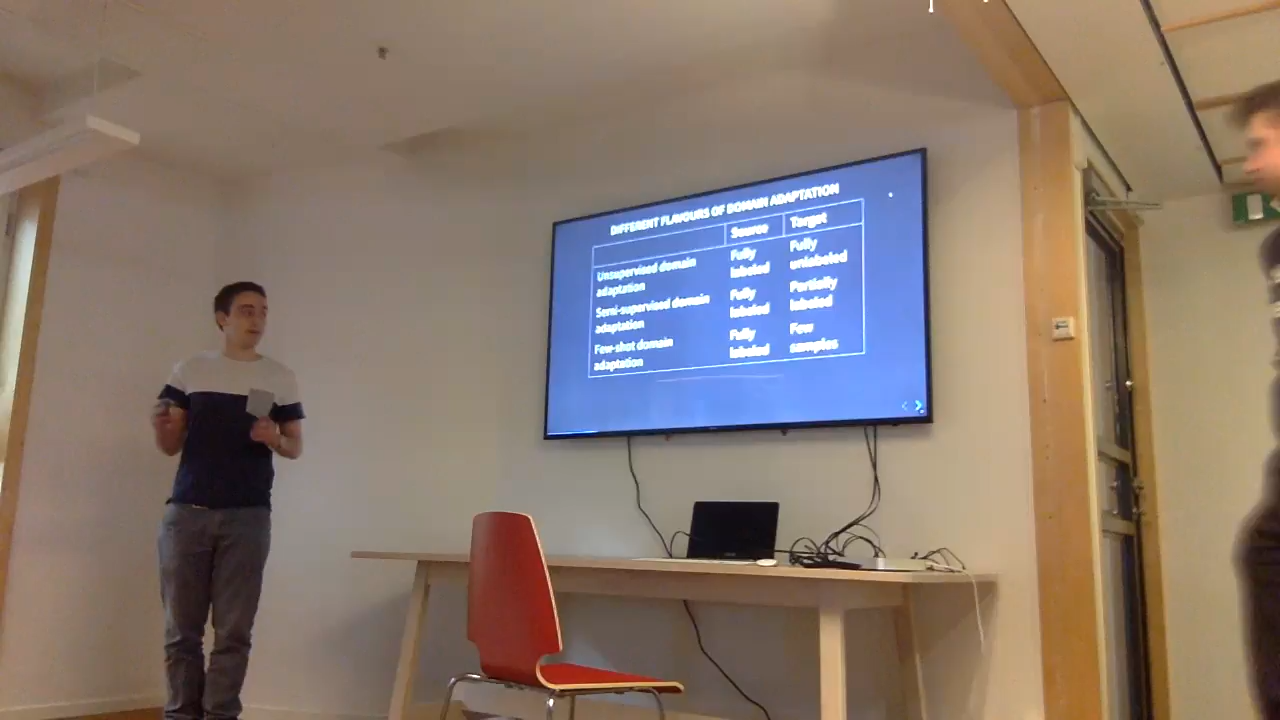 DIFFERENT FLAVOURS OF DOMAIN ADAPTATION
Source Target
Unsupervised domain adaptation Fully labeled Fully unlabeled
Semi-supervised domain adaptation Fully labeled Partially labeled
Few-shot domain adaptation Fully labeled Few samples